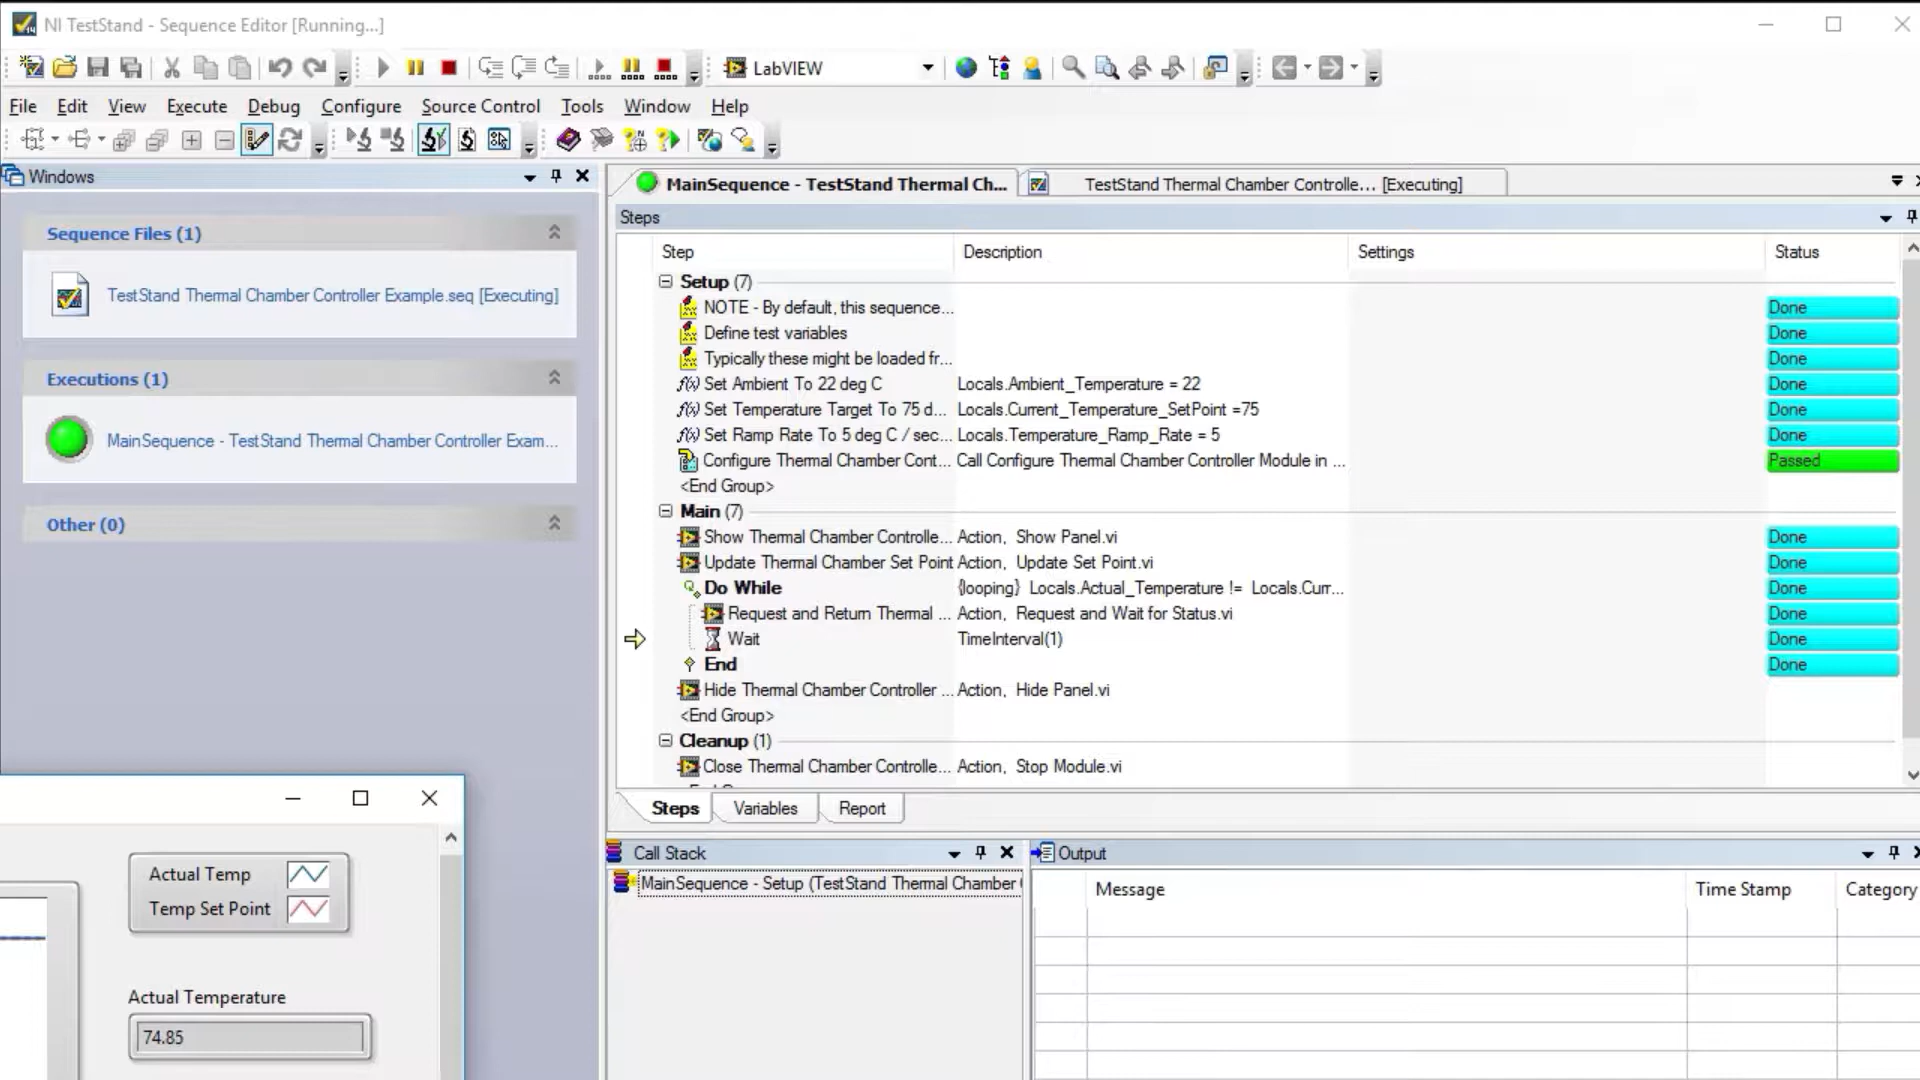 NI TestStand - Sequence Editor [Running...]
LabVIEW
File Edit View Execute Debug Configure Source Control Tools Window Help
Windows
Sequence Files (1)
TestStand Thermal Chamber Controller Example.seq [Executing]
Executions (1)
MainSequence - TestStand Thermal Chamber Controller Exam...
Other (0)
MainSequence - TestStand Thermal Ch...
TestStand Thermal Chamber Controlle... [Executing]
Steps
Step Description Settings Status
Setup (7)
NOTE - By default, this sequence... Done
Define test variables Done
Typically these might be loaded fr... Done
f(x) Set Ambient To 22 deg C Locals.Ambient_Temperature = 22 Done
f(x) Set Temperature Target To 75 d... Locals.Current_Temperature_SetPoint =75 Done
f(x) Set Ramp Rate To 5 deg C / sec... Locals.Temperature_Ramp_Rate = 5 Done
Configure Thermal Chamber Cont... Call Configure Thermal Chamber Controller Module in ... Passed
<End Group>
Main (7)
Show Thermal Chamber Controlle... Action, Show Panel.vi Done
Update Thermal Chamber Set Point Action, Update Set Point.vi Done
Do While {looping} Locals.Actual_Temperature != Locals.Curr... Done
Request and Return Thermal ... Action, Request and Wait for Status.vi Done
Wait TimeInterval(1) Done
End Done
Hide Thermal Chamber Controller ... Action, Hide Panel.vi
<End Group>
Cleanup (1)
Close Thermal Chamber Controlle... Action, Stop Module.vi
Steps Variables Report
Call Stack
MainSequence - Setup (TestStand Thermal Chamber
Output
Message Time Stamp Category
Actual Temp
Temp Set Point
Actual Temperature
74.85